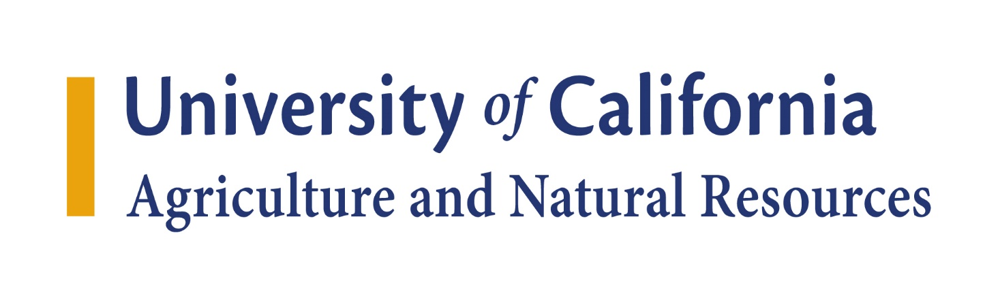 University of California
Agriculture and Natural Resources